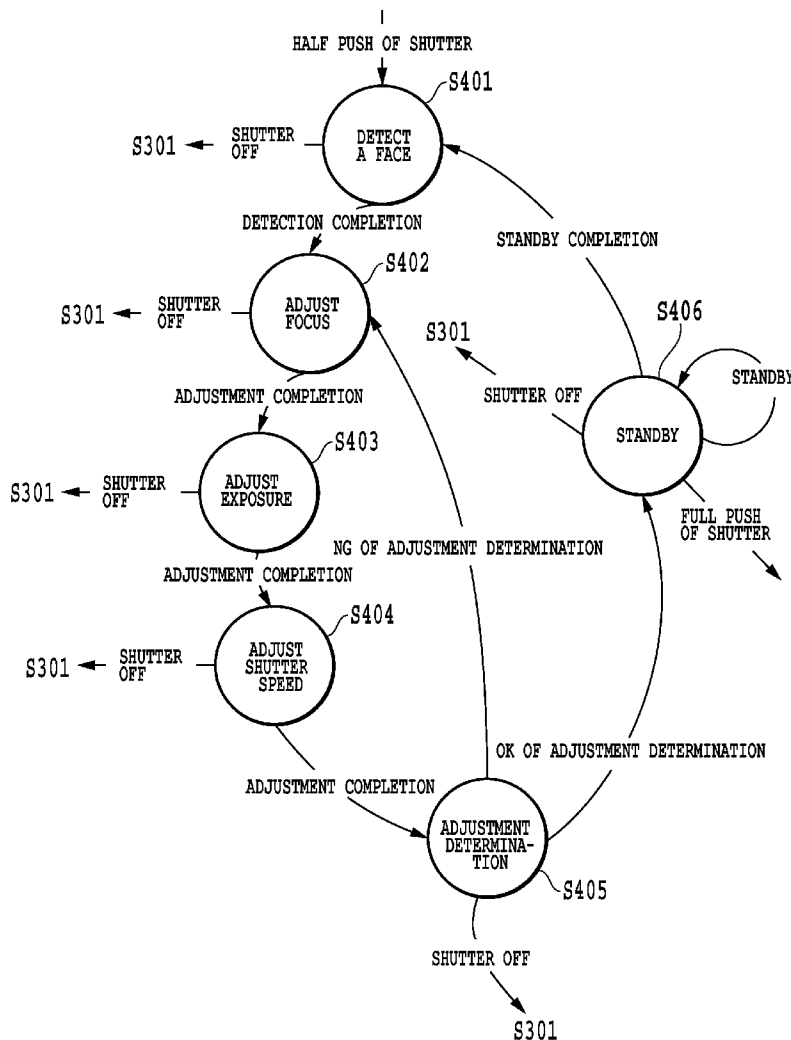 HALF PUSH OF SHUTTER
S401
DETECT
A FACE
SHUTTER
OFF
S301
DETECTION COMPLETION
STANDBY COMPLETION
S402
ADJUST
FOCUS
SHUTTER
OFF
S301
S406
S301
STANDBY
SHUTTER OFF
STANDBY
ADJUSTMENT COMPLETION
S403
ADJUST
EXPOSURE
SHUTTER
OFF
S301
FULL PUSH
OF SHUTTER
NG OF ADJUSTMENT DETERMINATION
ADJUSTMENT COMPLETION
S404
ADJUST
SHUTTER
SPEED
SHUTTER
OFF
S301
OK OF ADJUSTMENT DETERMINATION
ADJUSTMENT COMPLETION
ADJUSTMENT
DETERMINA-
TION
S405
SHUTTER OFF
S301